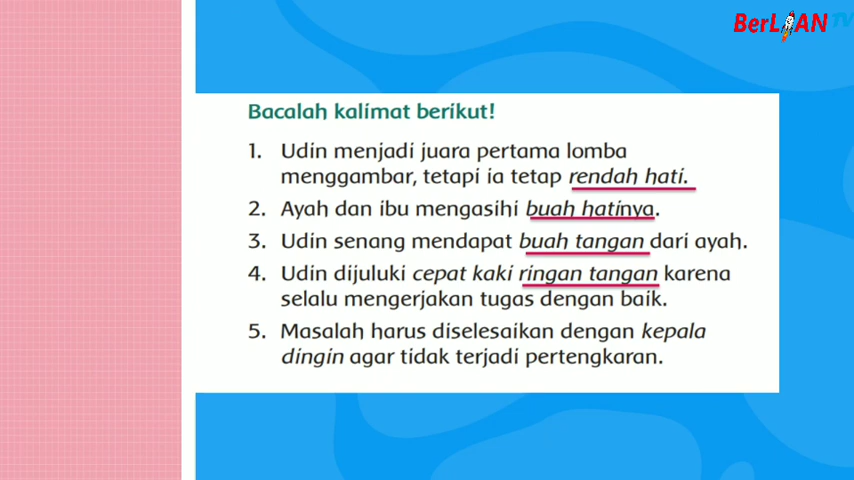 BerLiAN TV
Bacalah kalimat berikut!
1. Udin menjadi juara pertama lomba
menggambar, tetapi ia tetap rendah hati.
2. Ayah dan ibu mengasihi buah hatinya.
3. Udin senang mendapat buah tangan dari ayah.
4. Udin dijuluki cepat kaki ringan tangan karena
selalu mengerjakan tugas dengan baik.
5. Masalah harus diselesaikan dengan kepala
dingin agar tidak terjadi pertengkaran.